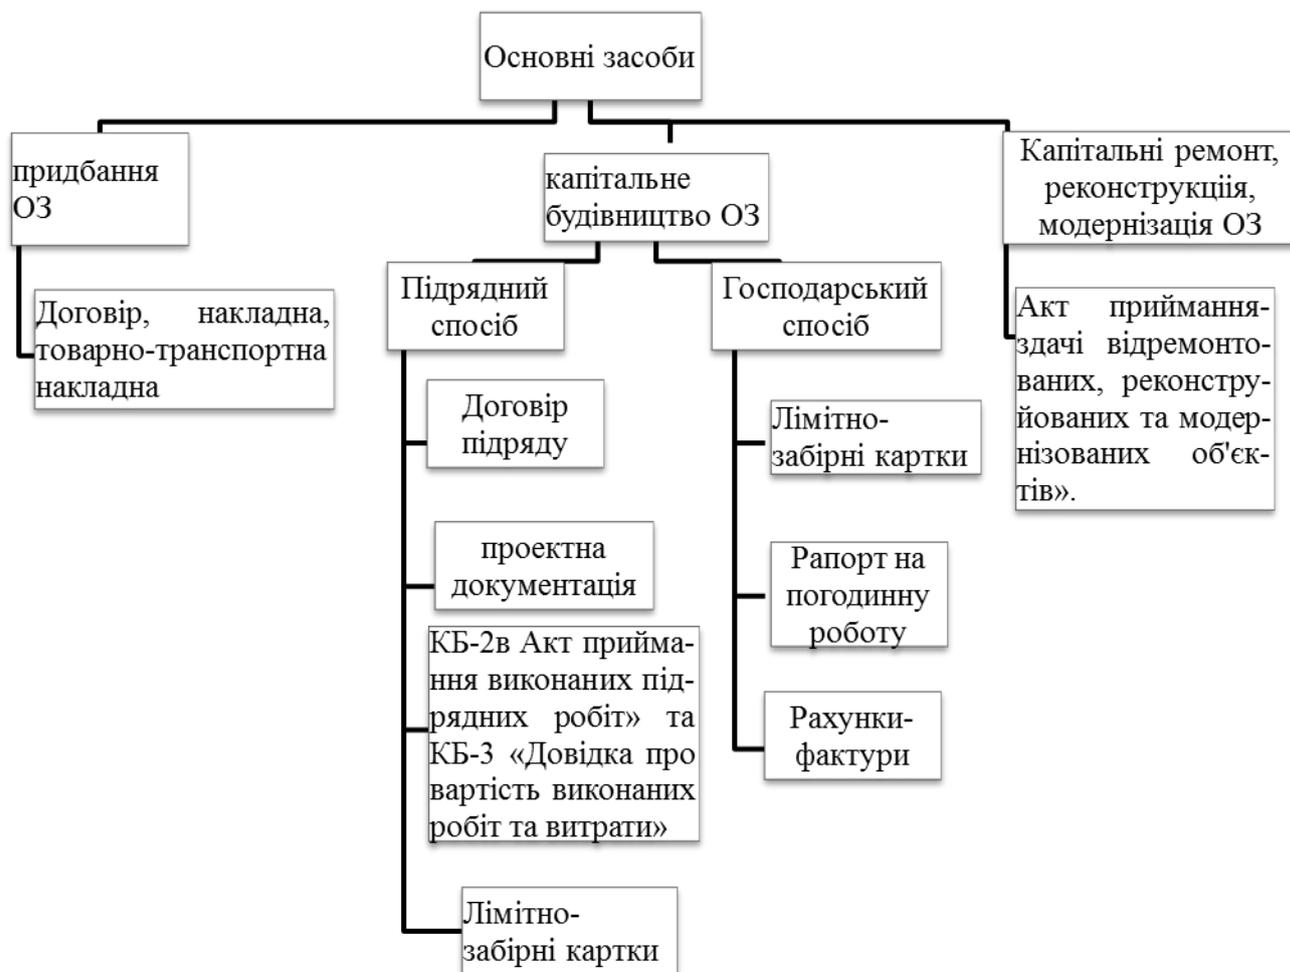 Основні засоби
придбання
ОЗ
Договір, накладна,
товарно-транспортна
накладна
капітальне
будівництво ОЗ
Підрядний
спосіб
Договір
підряду
проектна
документація
КБ-2в Акт прийма-
ння виконаних під-
рядних робіт» та
КБ-3 «Довідка про
вартість виконаних
робіт та витрати»
Лімітно-
забірні картки
Господарський
спосіб
Лімітно-
забірні картки
Рапорт на
погодинну
роботу
Рахунки-
фактури
Капітальні ремонт,
реконструкціія,
модернізація ОЗ
Акт приймання-
здачі відремонто-
ваних, реконстру-
йованих та модер-
нізованих об'єк-
тів».